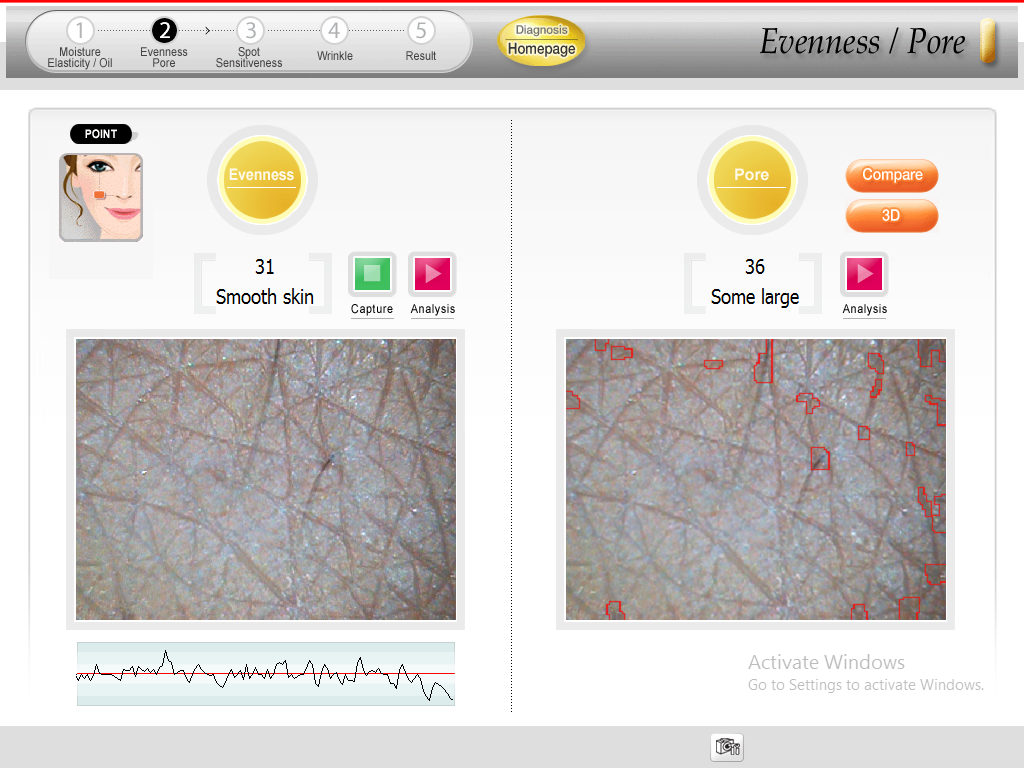 1
Moisture
Elasticity / Oil
2
Evenness
Pore
3
Spot
Sensitiveness
4
Wrinkle
5
Result
Diagnosis
Homepage
Evenness / Pore
POINT
Evenness
31
Smooth skin
Capture
Analysis
Pore
Compare
3D
36
Some large
Analysis
Activate Windows
Go to Settings to activate Windows.